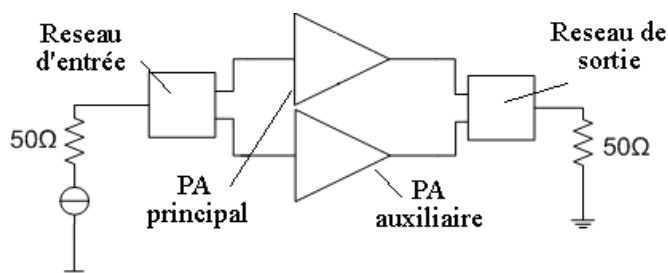 Reseau
d'entrée
Reseau de
sortie
50Ω
50Ω
PA
principal
PA
auxiliaire